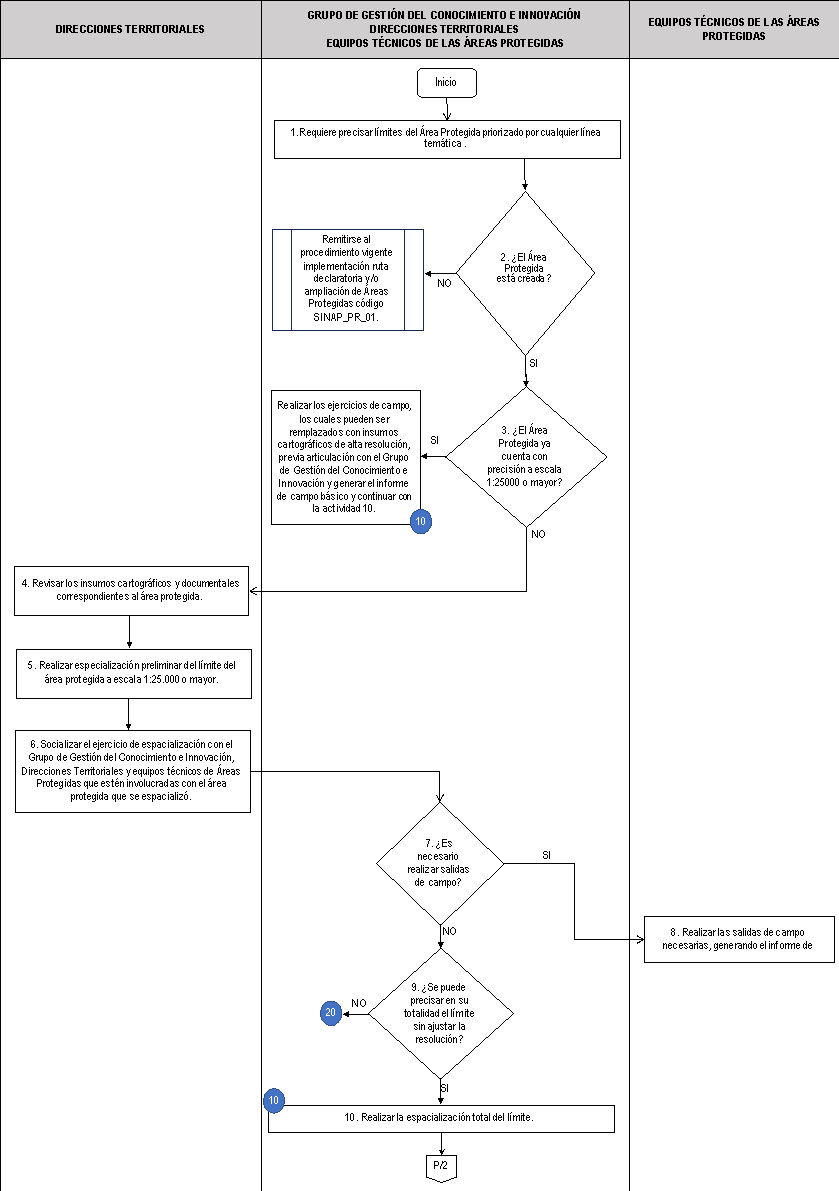 DIRECCIONES TERRITORIALES
GRUPO DE GESTIÓN DEL CONOCIMIENTO E INNOVACIÓN
DIRECCIONES TERRITORIALES
EQUIPOS TÉCNICOS DE LAS ÁREAS PROTEGIDAS
EQUIPOS TÉCNICOS DE LAS ÁREAS
PROTEGIDAS
Inicio
1. Requiere precisar límites del Área Protegida priorizado por cualquier línea
temática .
2. ¿El Área
Protegida
está creada ?
NO
SI
Remitirse al
procedimiento vigente
implementación ruta
declaratoria y/o
ampliación de Áreas
Protegidas código
SINAP_PR_01.
3. ¿El Área
Protegida ya
cuenta con
precisión a escala
1:25000 o mayor?
SI
NO
Realizar los ejercicios de campo,
los cuales pueden ser
remplazados con insumos
cartográficos de alta resolución,
previa articulación con el Grupo
de Gestión del Conocimiento e
Innovación y generar el informe
de campo básico y continuar con
la actividad 10.
10
4. Revisar los insumos cartográficos y documentales
correspondientes al área protegida.
5. Realizar especialización preliminar del límite del
área protegida a escala 1:25.000 o mayor.
6. Socializar el ejercicio de espacialización con el
Grupo de Gestión del Conocimiento e Innovación,
Direcciones Territoriales y equipos técnicos de Áreas
Protegidas que estén involucradas con el área
protegida que se espacializó.
7. ¿Es
necesario
realizar salidas
de campo?
SI
NO
8. Realizar las salidas de campo
necesarias, generando el informe de
9. ¿Se puede
precisar en su
totalidad el límite
sin ajustar la
resolución?
NO
20
SI
10
10. Realizar la espacialización total del límite.
P/2